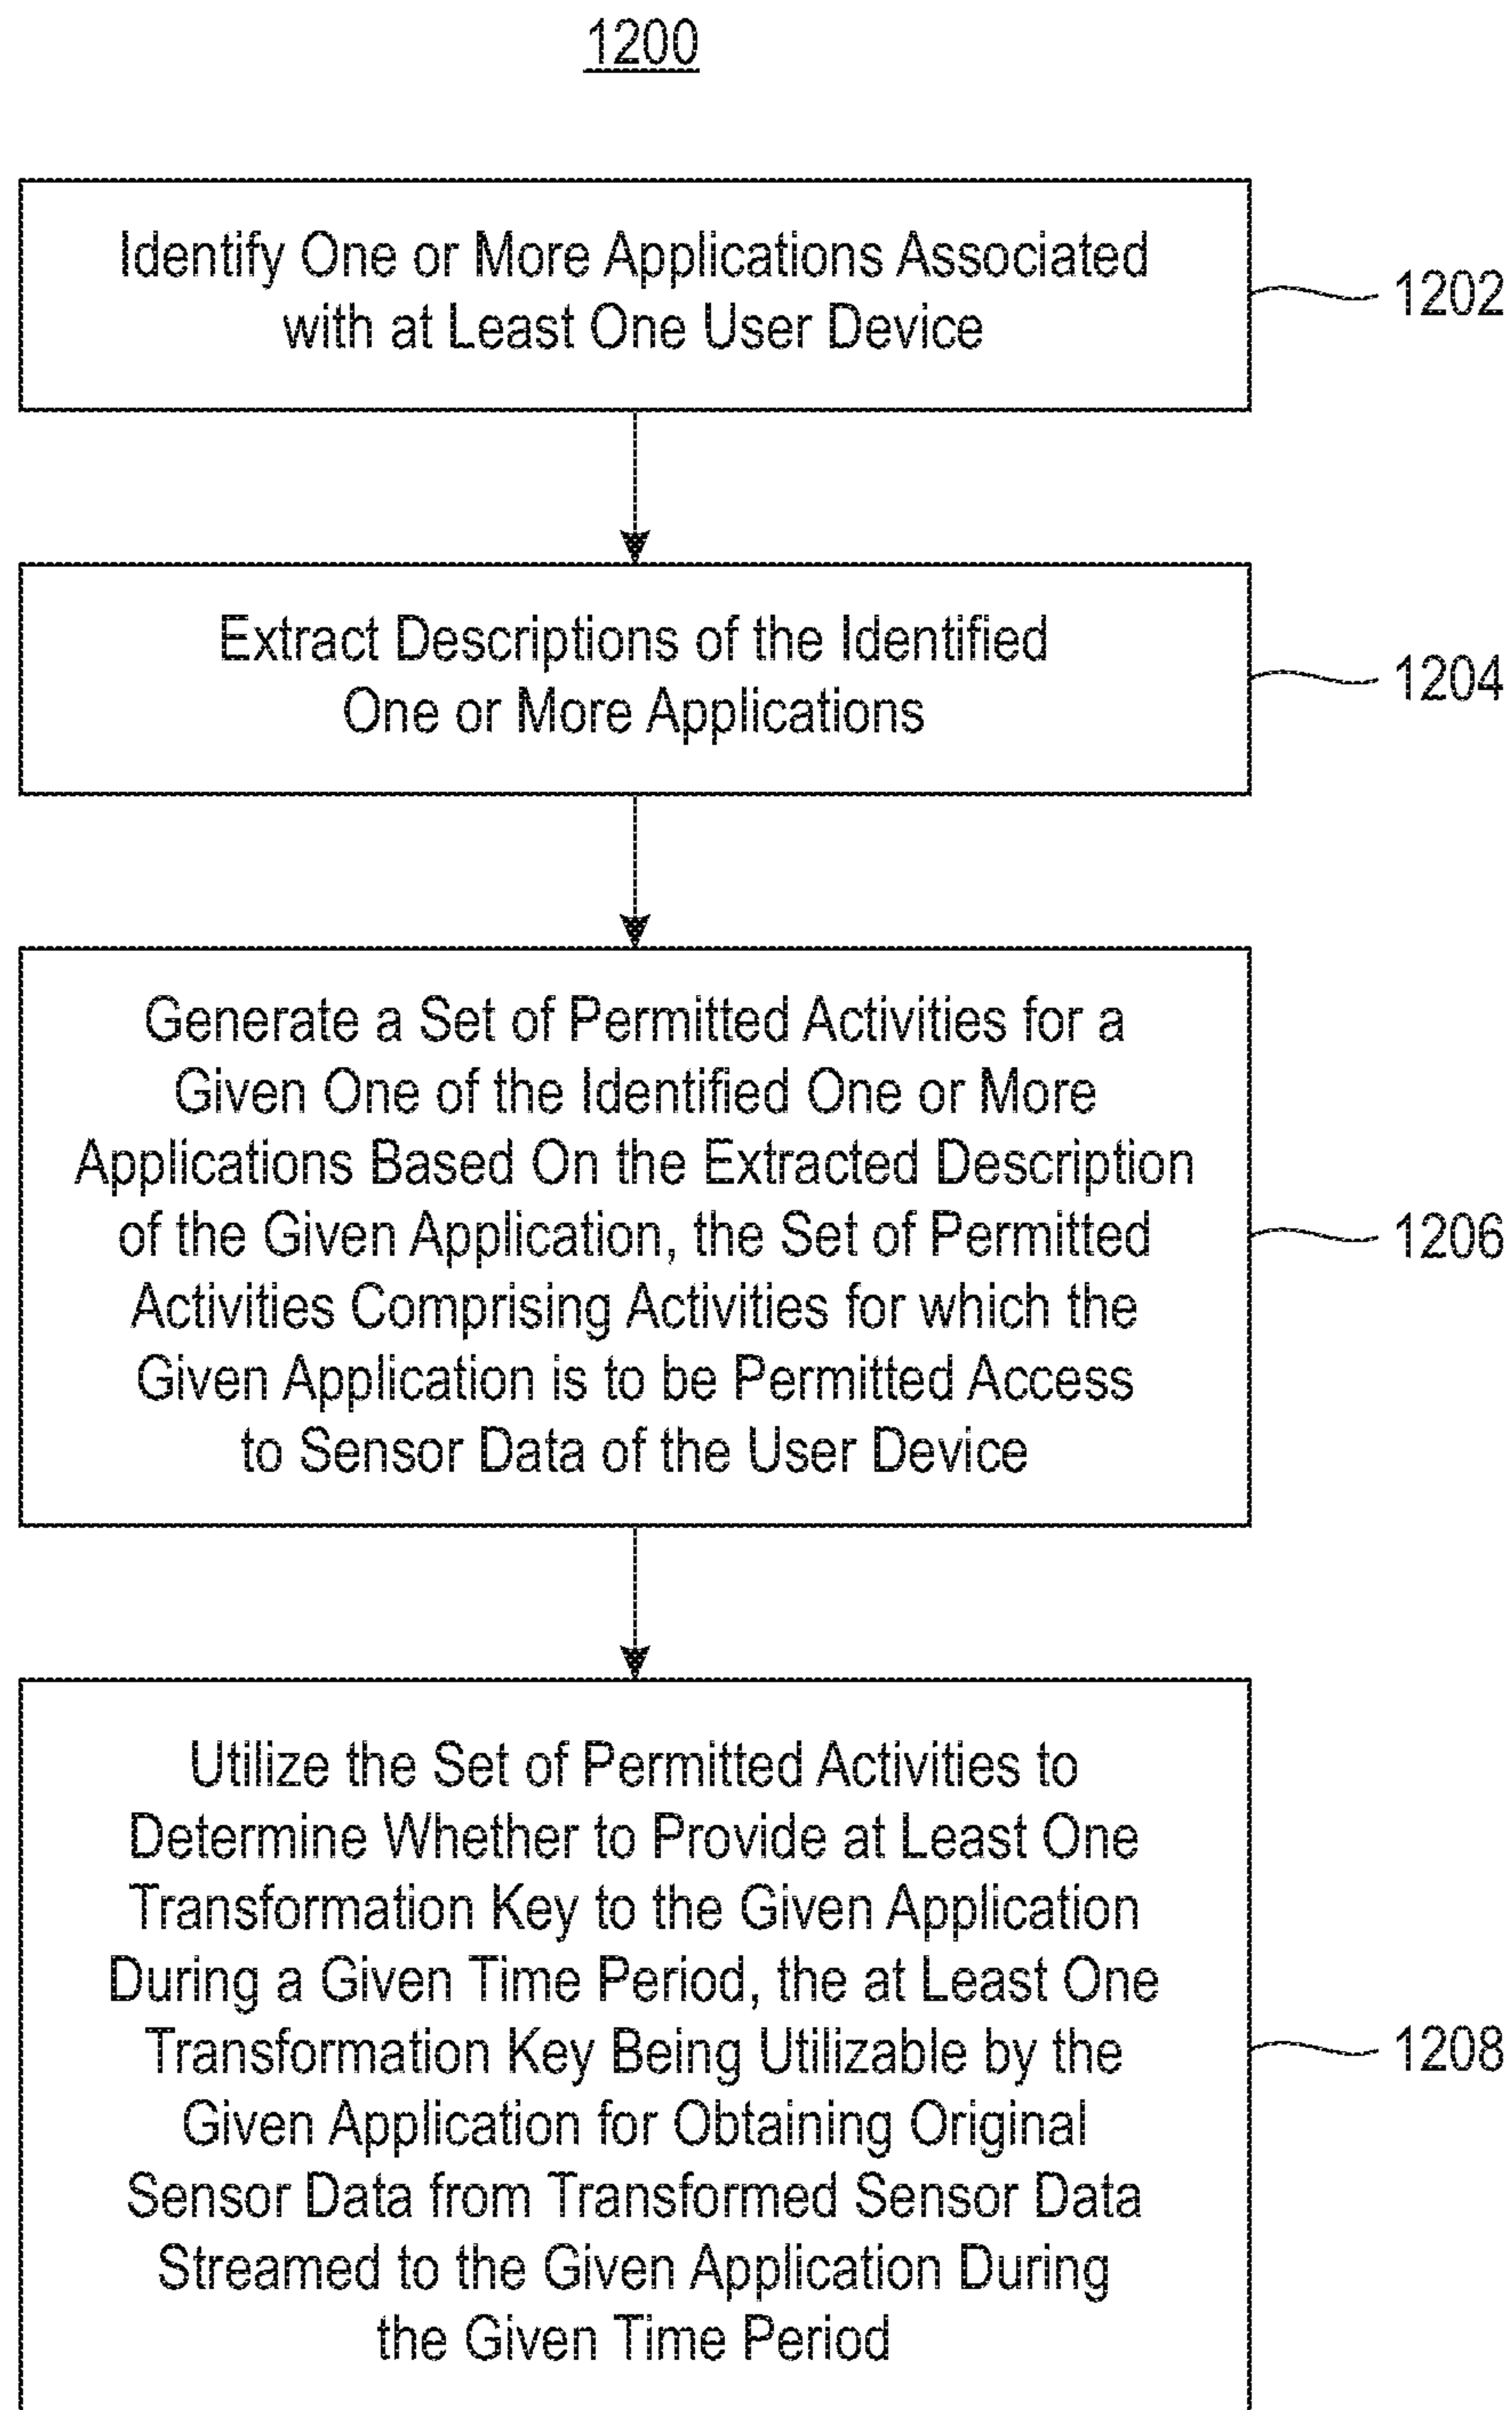 1200
Identify One or More Applications Associated
with at Least One User Device
1202
Extract Descriptions of the Identified
One or More Applications
1204
Generate a Set of Permitted Activities for a
Given One of the Identified One or More
Applications Based On the Extracted Description
of the Given Application, the Set of Permitted
Activities Comprising Activities for which the
Given Application is to be Permitted Access
to Sensor Data of the User Device
1206
Utilize the Set of Permitted Activities to
Determine Whether to Provide at Least One
Transformation Key to the Given Application
During a Given Time Period, the at Least One
Transformation Key Being Utilizable by the
Given Application for Obtaining Original
Sensor Data from Transformed Sensor Data
Streamed to the Given Application During
the Given Time Period
1208